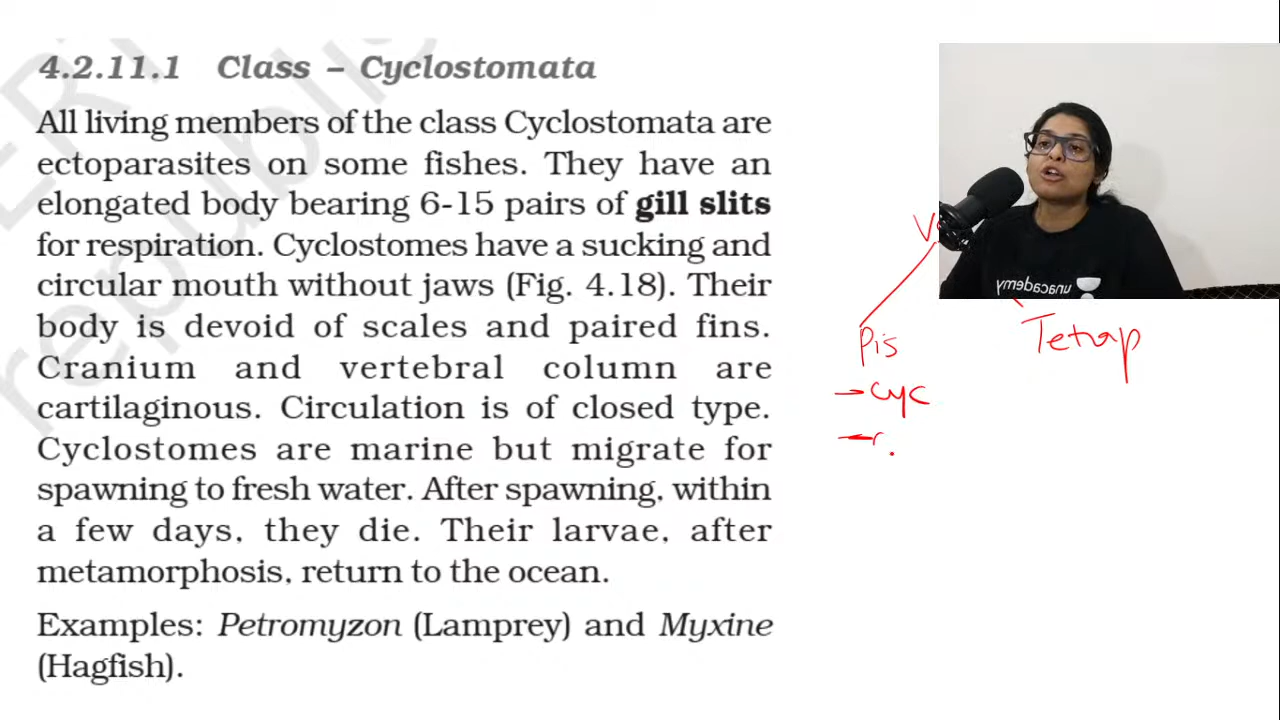 4.2.11.1 Class – Cyclostomata
All living members of the class Cyclostomata are
ectoparasites on some fishes. They have an
elongated body bearing 6-15 pairs of gill slits
for respiration. Cyclostomes have a sucking and
circular mouth without jaws (Fig. 4.18). Their
body is devoid of scales and paired fins.
Cranium and vertebral column are
cartilaginous. Circulation is of closed type.
Cyclostomes are marine but migrate for
spawning to fresh water. After spawning, within
a few days, they die. Their larvae, after
metamorphosis, return to the ocean.
Examples: Petromyzon (Lamprey) and Myxine
(Hagfish).
unacademy
Pis
Tetrap
→ Cyc